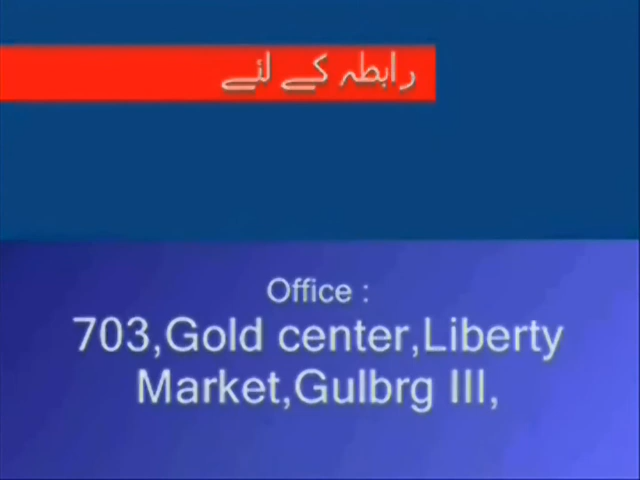 رابطہ کے لئے
Office :
703,Gold center,Liberty
Market,Gulbrg III,